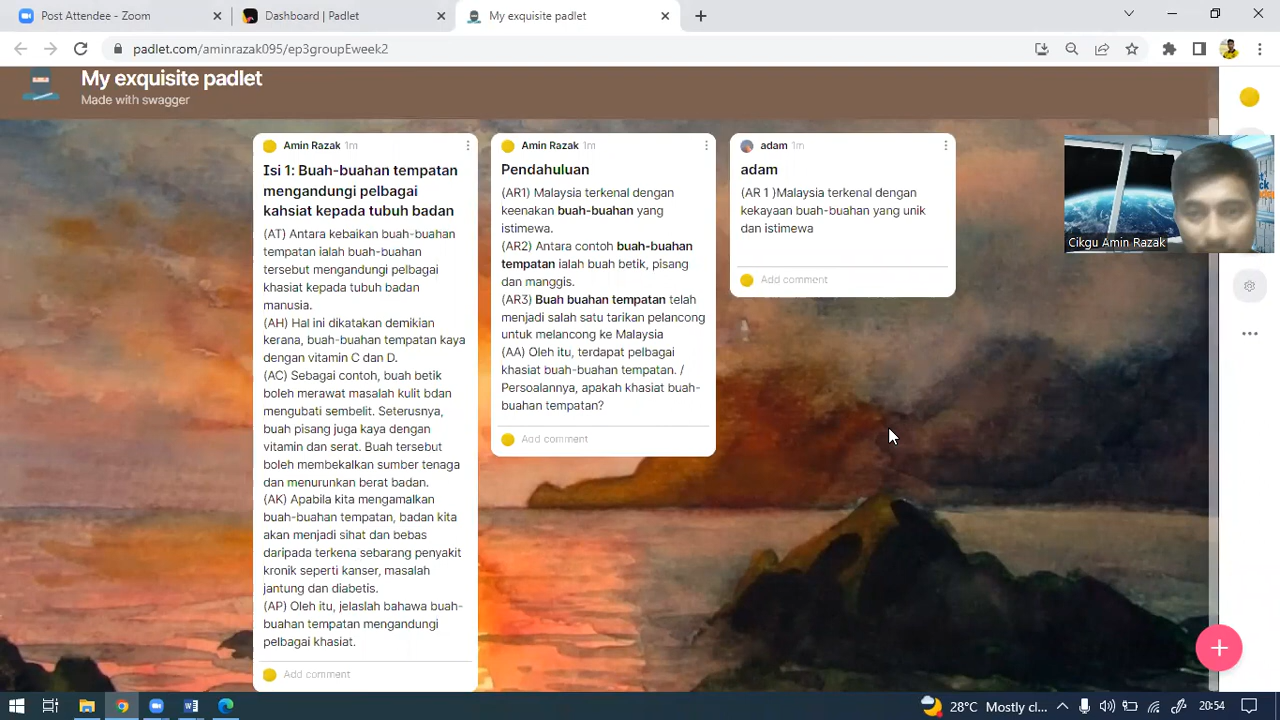 Post Attendee - Zoom
Dashboard | Padlet
My exquisite padlet
padlet.com/aminrazak095/ep3groupEweek2
My exquisite padlet
Made with swagger
Amin Razak 1m
Isi 1: Buah-buahan tempatan
mengandungi pelbagai
kahsiat kepada tubuh badan
(AT) Antara kebaikan buah-buahan
tempatan ialah buah-buahan
tersebut mengandungi pelbagai
khasiat kepada tubuh badan
manusia.
(AH) Hal ini dikatakan demikian
kerana, buah-buahan tempatan kaya
dengan vitamin C dan D.
(AC) Sebagai contoh, buah betik
boleh merawat masalah kulit bdan
mengubati sembelit. Seterusnya,
buah pisang juga kaya dengan
vitamin dan serat. Buah tersebut
boleh membekalkan sumber tenaga
dan menurunkan berat badan.
(AK) Apabila kita mengamalkan
buah-buahan tempatan, badan kita
akan menjadi sihat dan bebas
daripada terkena sebarang penyakit
kronik seperti kanser, masalah
jantung dan diabetis.
(AP) Oleh itu, jelaslah bahawa buah-
buahan tempatan mengandungi
pelbagai khasiat.
Add comment
Amin Razak 1m
Pendahuluan
(AR1) Malaysia terkenal dengan
keenakan buah-buahan yang
istimewa.
(AR2) Antara contoh buah-buahan
tempatan ialah buah betik, pisang
dan manggis.
(AR3) Buah buahan tempatan telah
menjadi salah satu tarikan pelancong
untuk melancong ke Malaysia
(AA) Oleh itu, terdapat pelbagai
khasiat buah-buahan tempatan. /
Persoalannya, apakah khasiat buah-
buahan tempatan?
Add comment
adam 1m
adam
(AR 1 )Malaysia terkenal dengan
kekayaan buah-buahan yang unik
dan istimewa
Add comment
Cikgu Amin Razak
28°C Mostly cl...
20:54